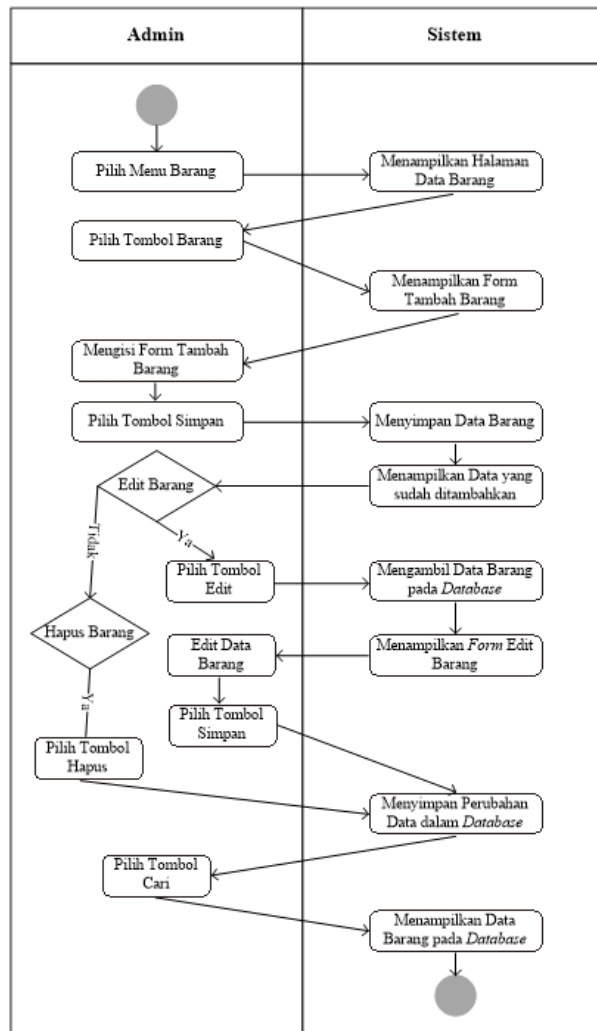 Admin
Sistem
Pilih Menu Barang
Menampilkan Halaman
Data Barang
Pilih Tombol Barang
Menampilkan Form
Tambah Barang
Mengisi Form Tambah
Barang
Pilih Tombol Simpan
Menyimpan Data Barang
Edit Barang
Menampilkan Data yang
sudah ditambahkan
Tidak
Ya
Pilih Tombol
Edit
Mengambil Data Barang
pada Database
Hapus Barang
Edit Data
Barang
Menampilkan Form Edit
Barang
Ya
Pilih Tombol
Simpan
Pilih Tombol
Hapus
Menyimpan Perubahan
Data dalam Database
Pilih Tombol
Cari
Menampilkan Data
Barang pada Database